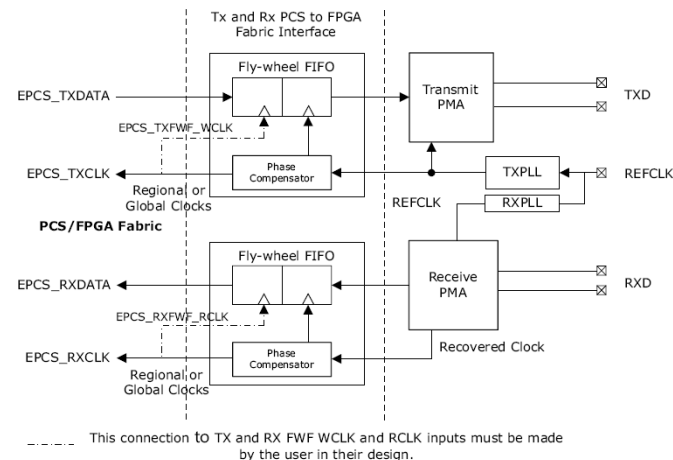 Tx and Rx PCS to FPGA
Fabric Interface
Fly-wheel FIFO
EPCS_TXDATA
Transmit
PMA
TXD
EPCS_TXFWF_WCLK
EPCS_TXCLK
Phase
Compensator
TXPLL
REFCLK
Regional or
Global Clocks
REFCLK
RXPLL
PCS/FPGA Fabric
Fly-wheel FIFO
EPCS_RXDATA
Receive
PMA
RXD
EPCS_RXFWF_RCLK
Recovered Clock
EPCS_RXCLK
Phase
Compensator
Regional or
Global Clocks
This connection to TX and RX FWF WCLK and RCLK inputs must be made
by the user in their design.